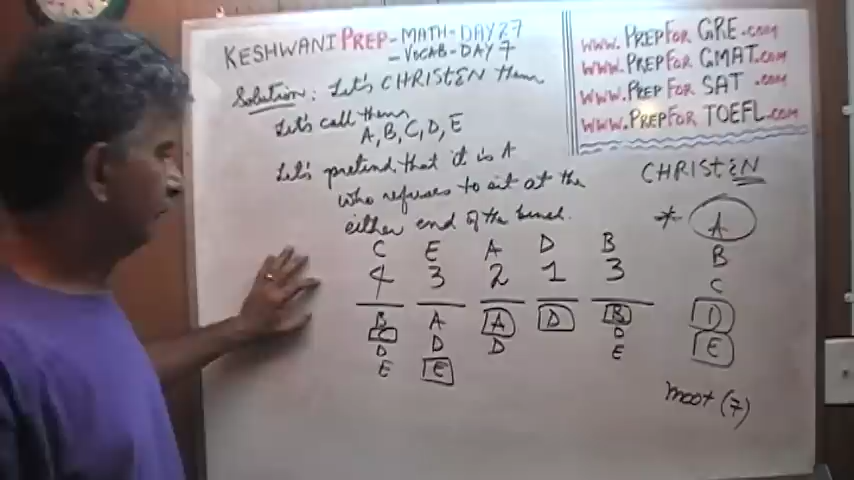 KESHWANI PREP - MATH - DAY 27
- VOCAB - DAY 7
www.PREPFOR GRE.com
www.PREPFOR GMAT.com
www.PREPFOR SAT.com
www.PREPFOR TOEFL.com
Solution: Let's CHRISTEN them
Let's call them
A, B, C, D, E
Let's pretend that it is A
who refuses to sit at the
either end of the bench.
CHRISTEN
* A
B
C
D
E
moot (7)
C E A D B
4 3 2 1 3
B A A D B
C D D D
D E E
E